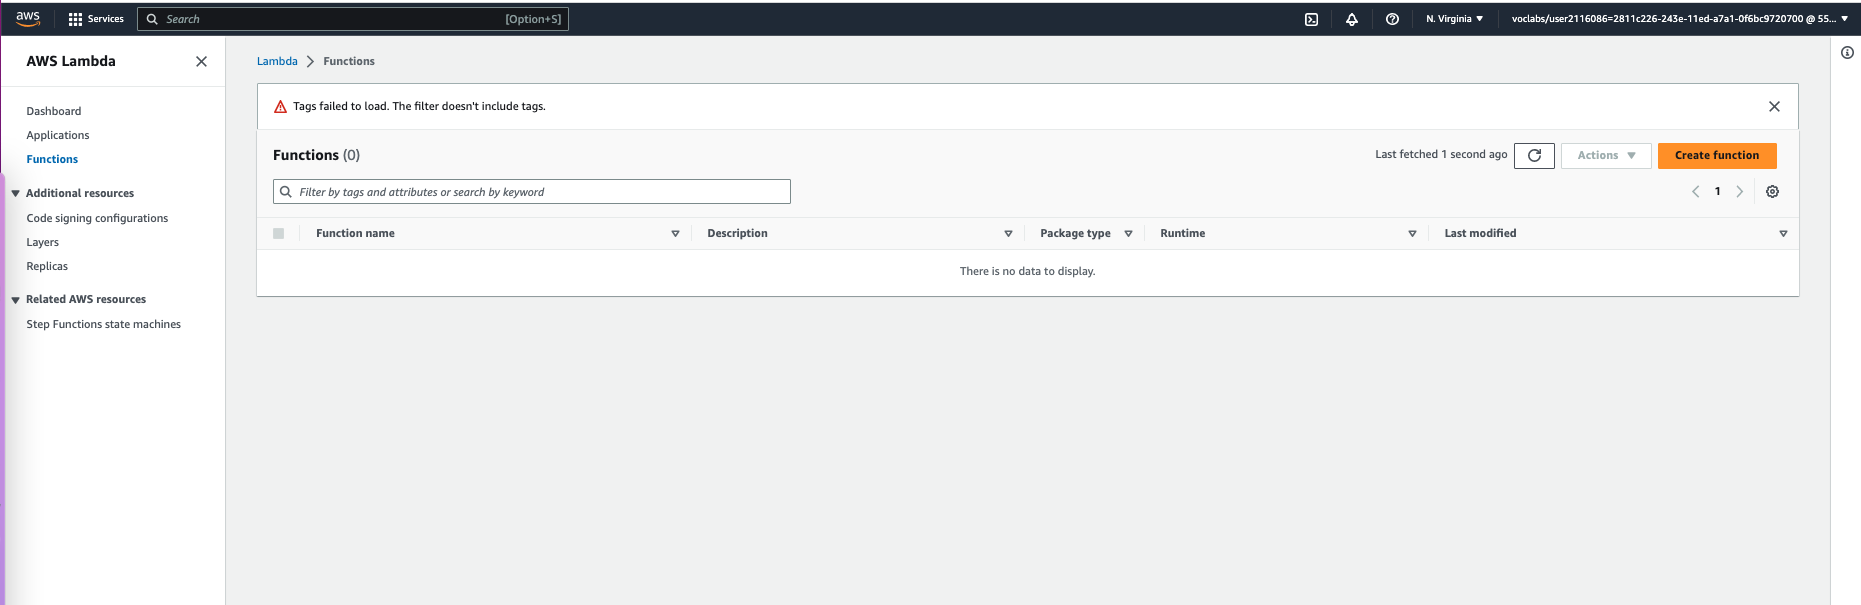 aws Services Search [Option+S] N. Virginia voclabs/user2116086=2811c226-243e-11ed-a7a1-0f6bc9720700 @ 55...
AWS Lambda
Dashboard
Applications
Functions
Additional resources
Code signing configurations
Layers
Replicas
Related AWS resources
Step Functions state machines
Lambda Functions
Tags failed to load. The filter doesn't include tags.
Functions (0) Last fetched 1 second ago Actions Create function
Filter by tags and attributes or search by keyword 1
Function name Description Package type Runtime Last modified
There is no data to display.